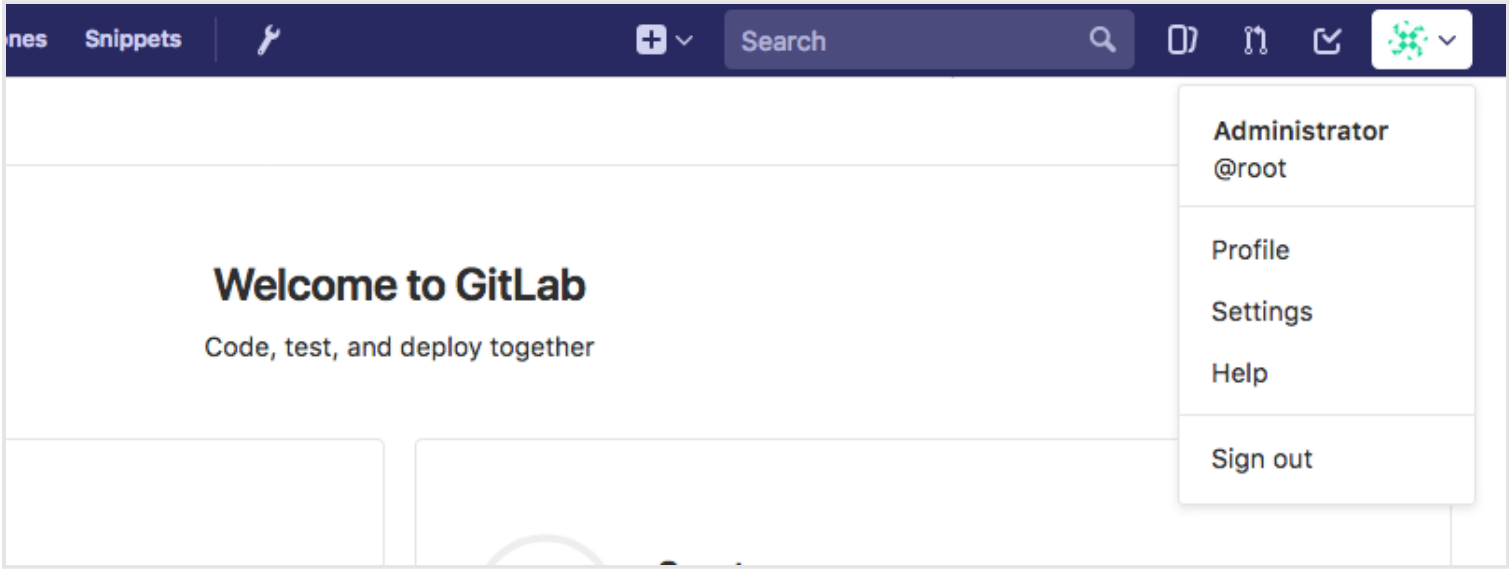 Snippets
Search
Administrator
@root
Profile
Settings
Help
Sign out
Welcome to GitLab
Code, test, and deploy together